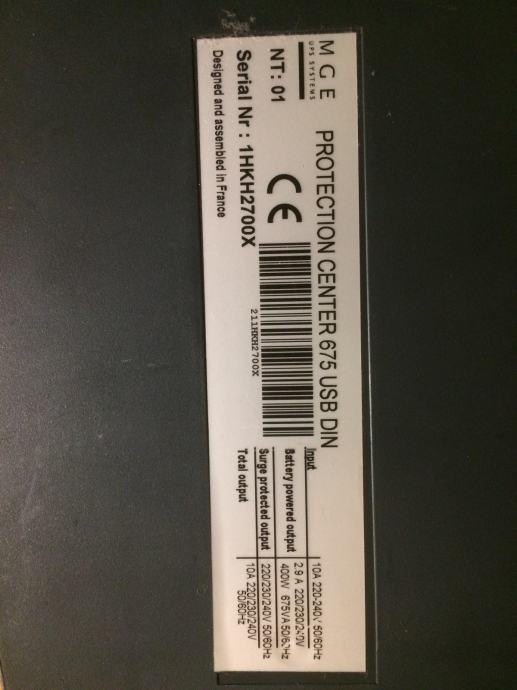 MGE
UPS SYSTEMS
PROTECTION CENTER 675 USB DIN
NT: 01
CE
Serial Nr : 1HKH2700X
211HKH2700X
Designed and assembled in France
Input 10A 220-240V 50/60Hz
Battery powered output 2.9 A 220/230/240V
400W 675VA 50/60Hz
Surge protected output 220/230/240V 50/60Hz
Total output 10A 220/230/240V
50/60Hz